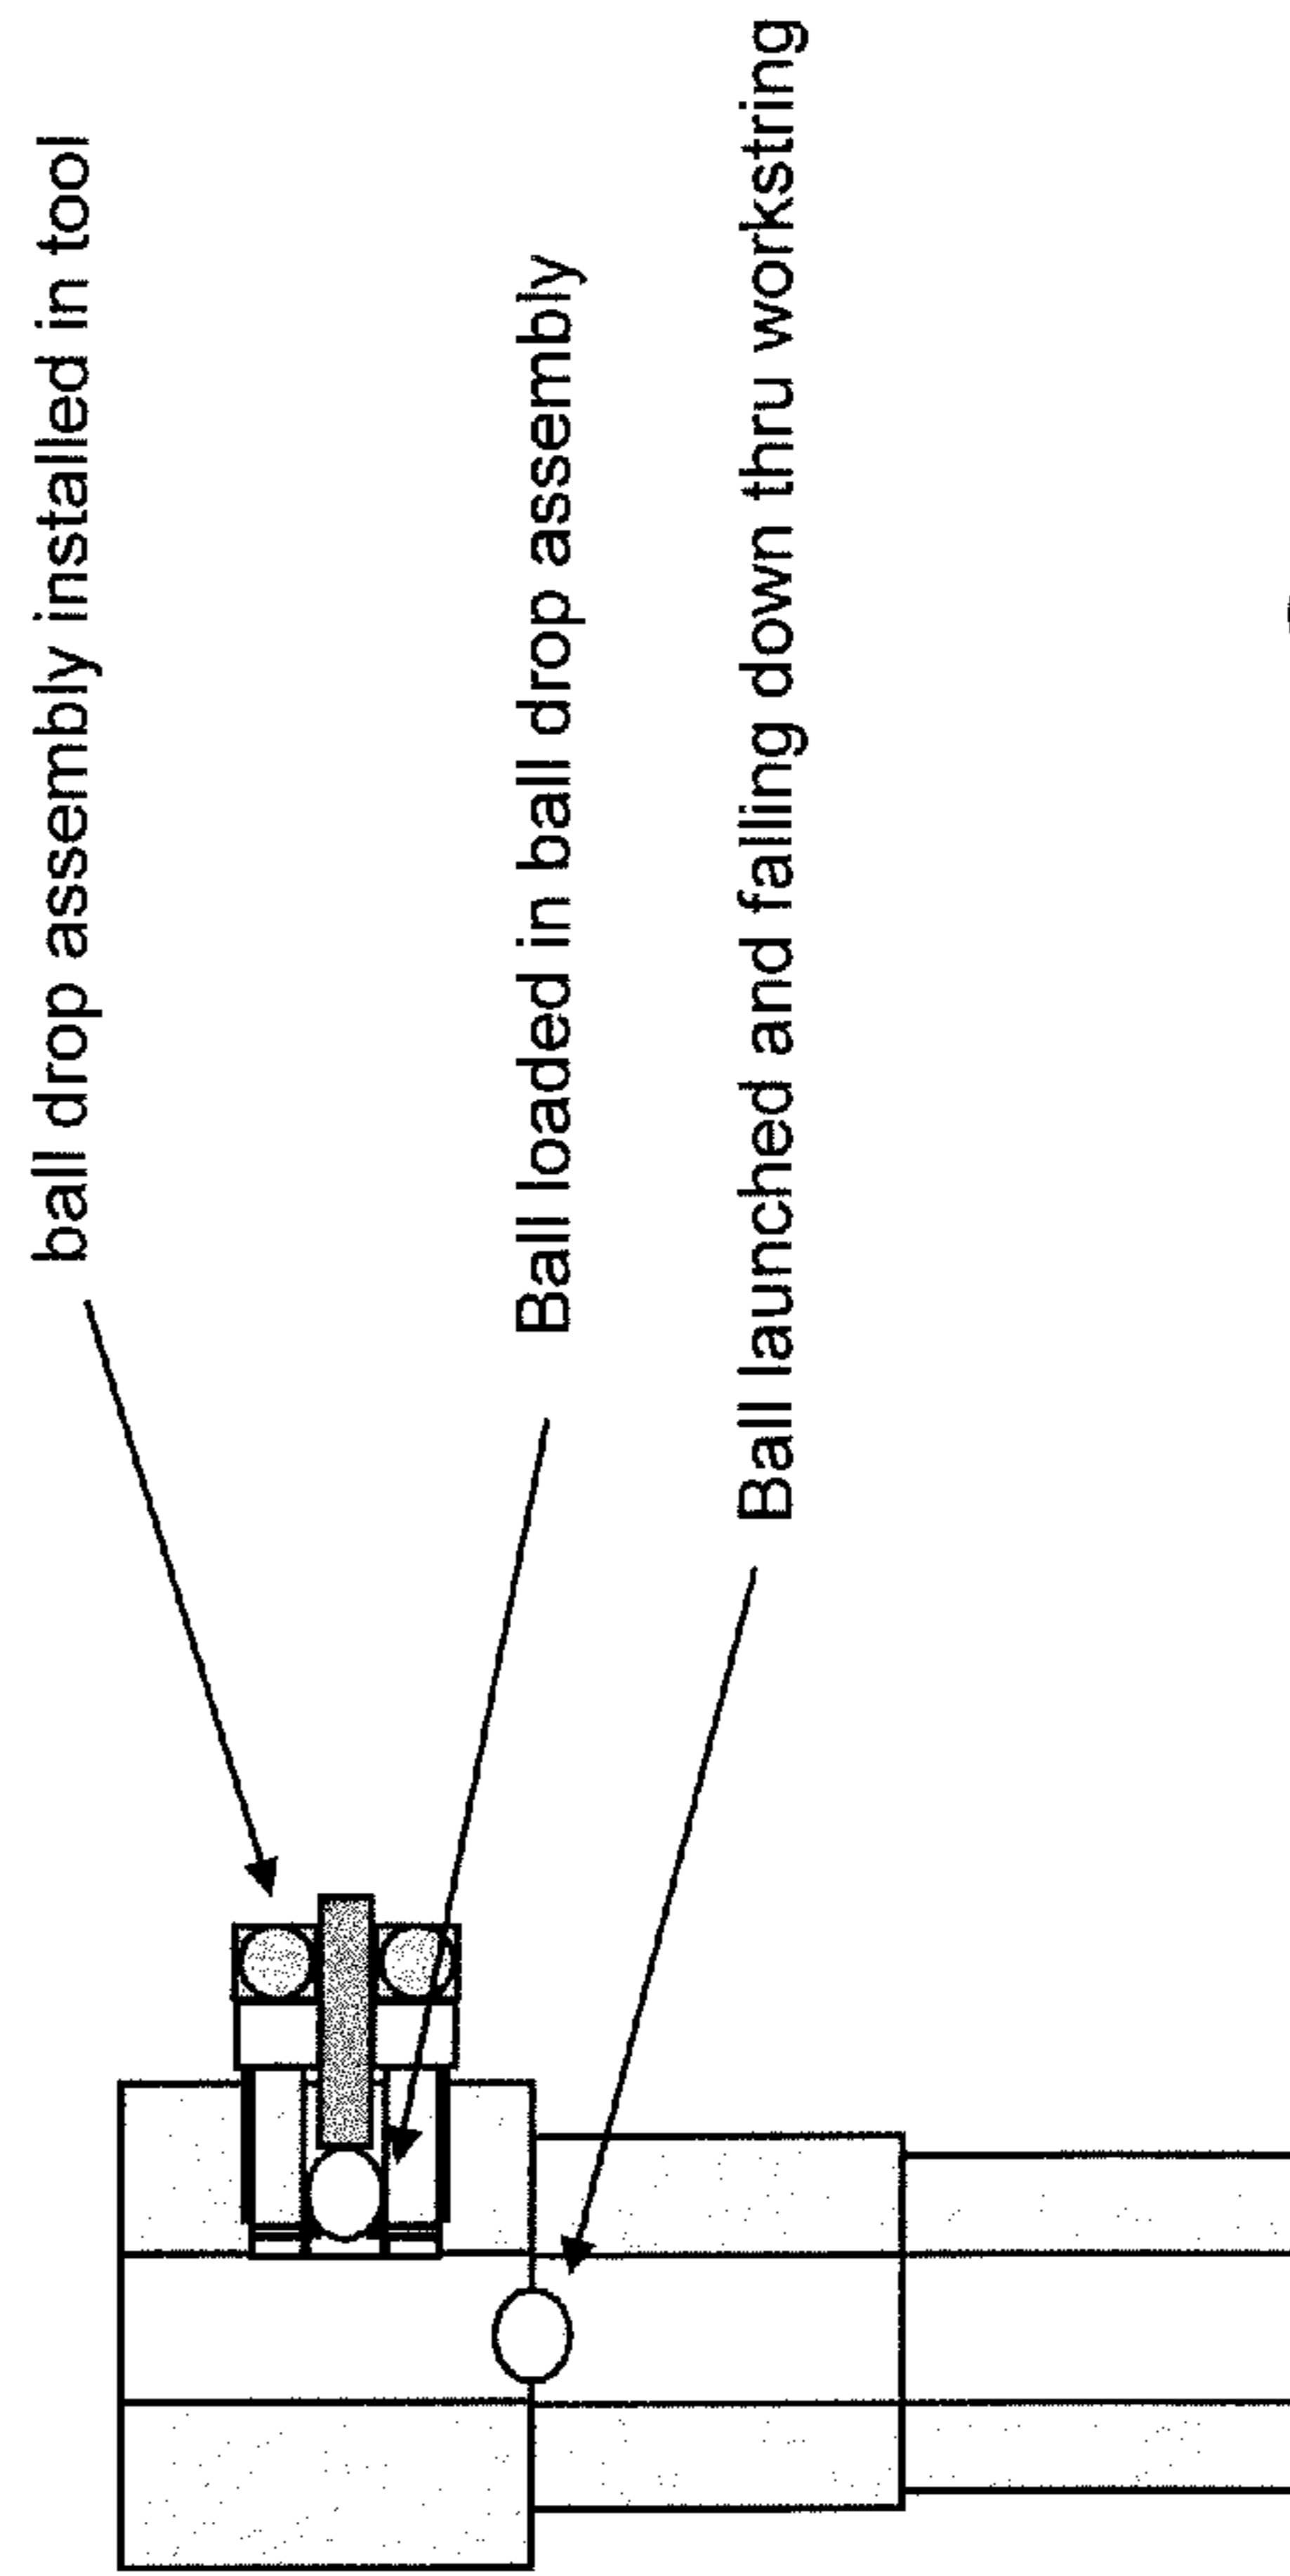 ball drop assembly installed in tool
Ball loaded in ball drop assembly
Ball launched and falling down thru workstring